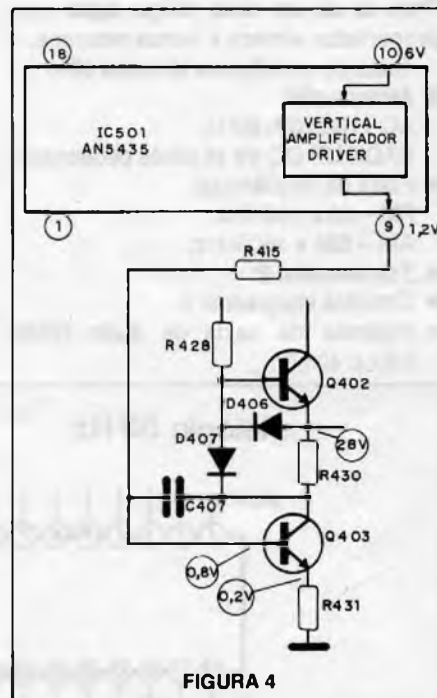 18
10 6V
IC501
AN5435
VERTICAL
AMPLIFICADOR
DRIVER
1
9 1,2V
R415
R428
Q402
D406
D407
28V
R430
C407
Q403
0,8V
0,2V
R431
FIGURA 4